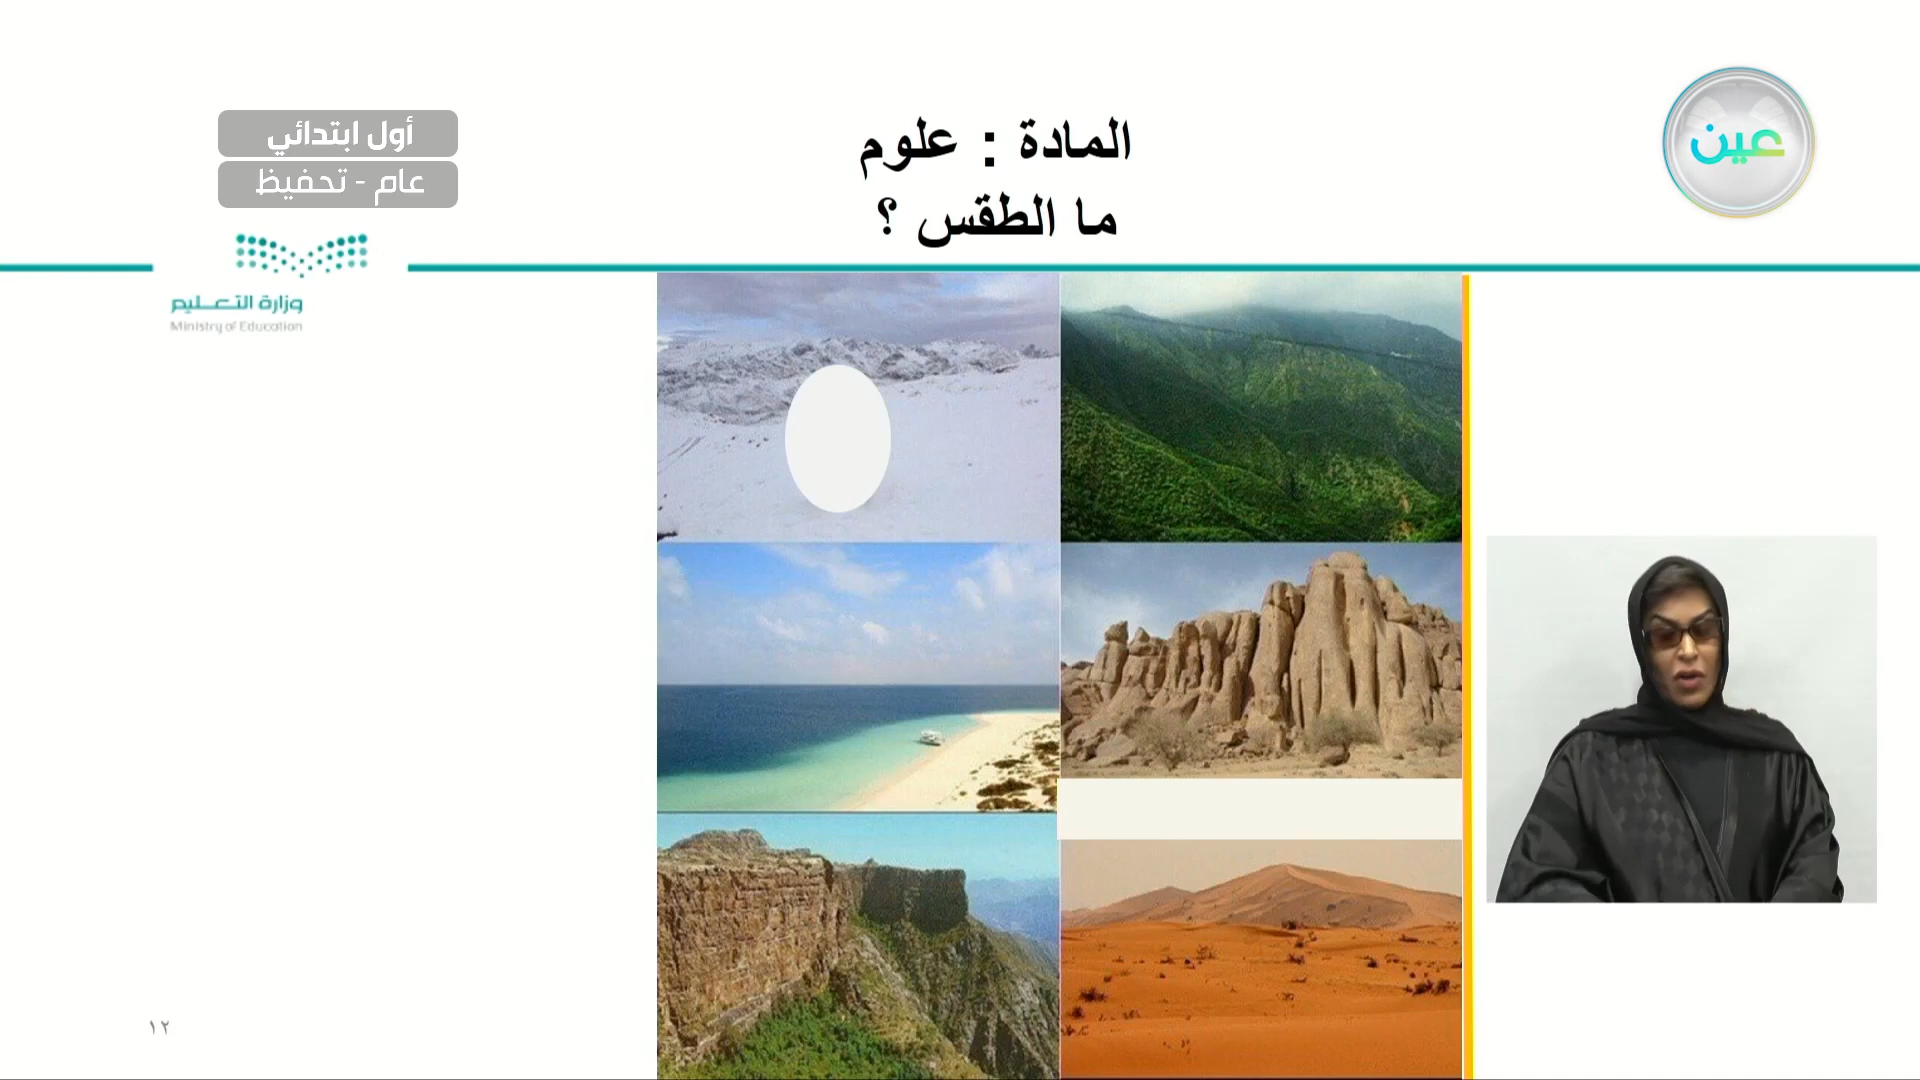 المادة : علوم
ما الطقس ؟
عين
أول ابتدائي
عام - تحفيظ
وزارة التعليم
Ministry of Education
١٢